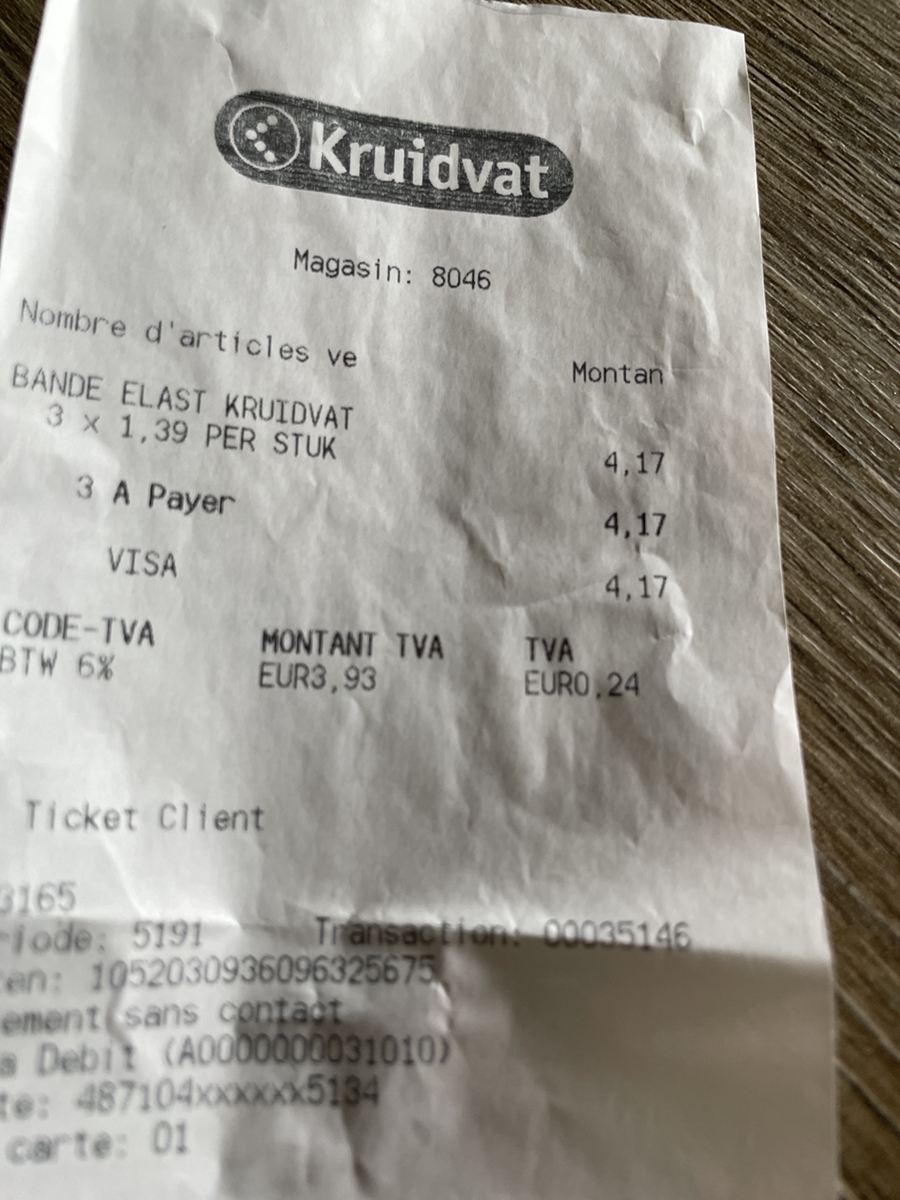 Kruidvat
Magasin: 8046
Nombre d'articles ve Montan
BANDE ELAST KRUIDVAT
3 x 1,39 PER STUK 4,17
3 A Payer 4,17
VISA 4,17
CODE-TVA MONTANT TVA TVA
BTW 6% EUR3,93 EUR0,24
Ticket Client
3165
iode: 5191 Transaction: 00035146
en: 1052030936096325675
ement sans contact
a Debit (A0000000031010)
te: 487104xxxxxx5134
carte: 01